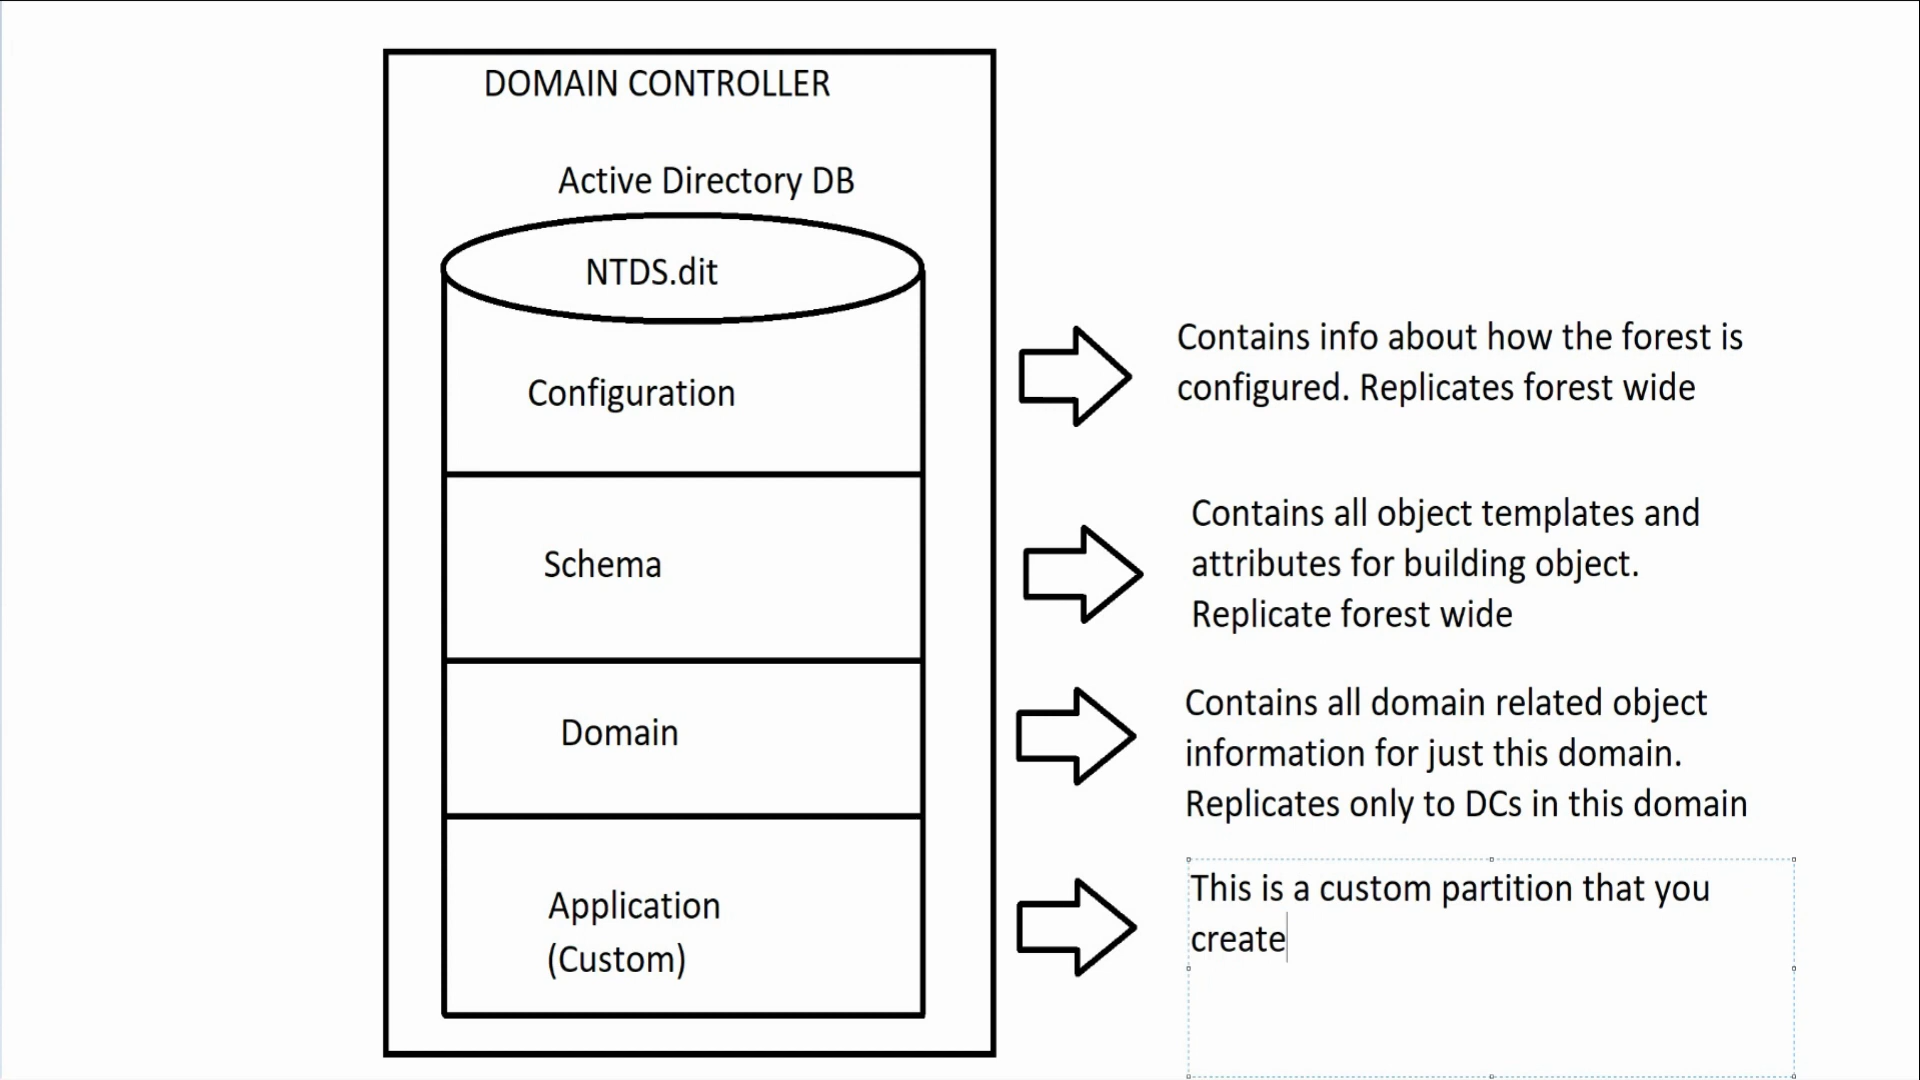 DOMAIN CONTROLLER
Active Directory DB
NTDS.dit
Configuration
Contains info about how the forest is
configured. Replicates forest wide
Schema
Contains all object templates and
attributes for building object.
Replicate forest wide
Domain
Contains all domain related object
information for just this domain.
Replicates only to DCs in this domain
Application
(Custom)
This is a custom partition that you
create